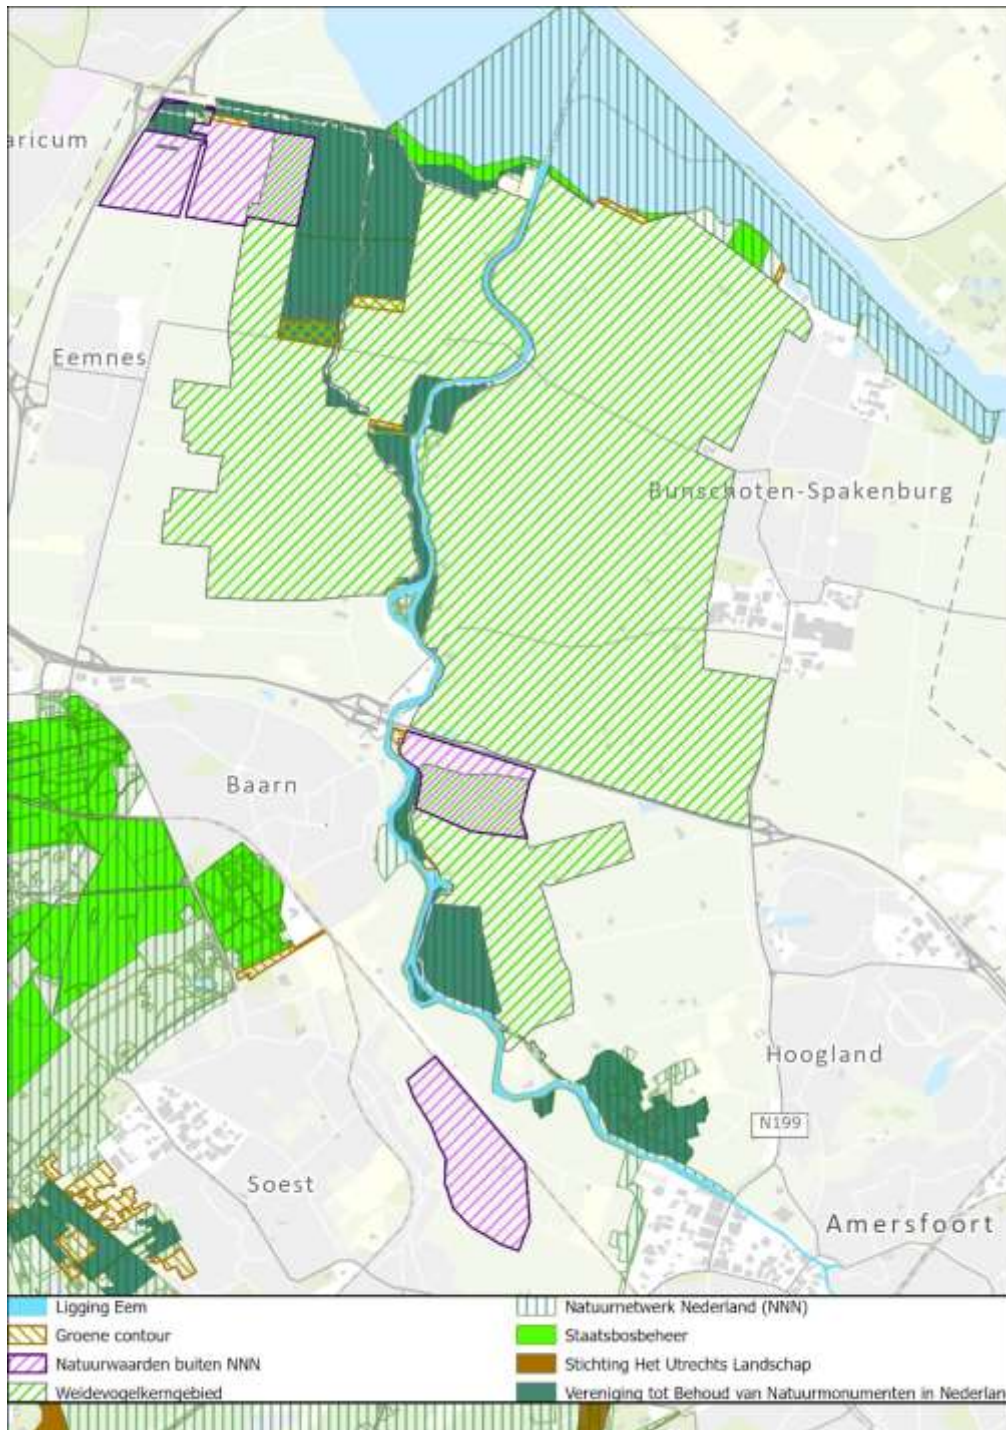 aricum
Eemnes
Bunschoten-Spakenburg
Baarn
Hoogland
N199
Soest
Amersfoort
Ligging Eem
Groene contour
Natuurwaarden buiten NNN
Weidevogelkerngebied
Natuurnetwerk Nederland (NNN)
Staatsbosbeheer
Stichting Het Utrechts Landschap
Vereniging tot Behoud van Natuurmonumenten in Nederlan